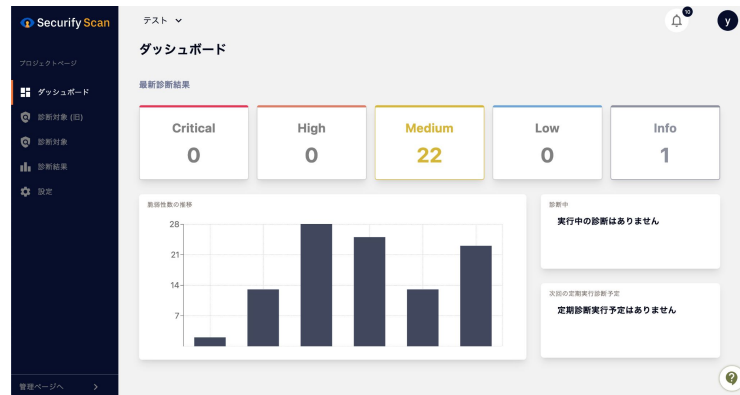 Securify Scan
プロジェクトページ
ダッシュボード
診断対象 (旧)
診断対象
診断結果
設定
管理ページへ
テスト
10
y
ダッシュボード
最新診断結果
Critical
0
High
0
Medium
22
Low
0
Info
1
脆弱性数の推移
28
21
14
7
診断中
実行中の診断はありません
次回の定期実行診断予定
定期診断実行予定はありません